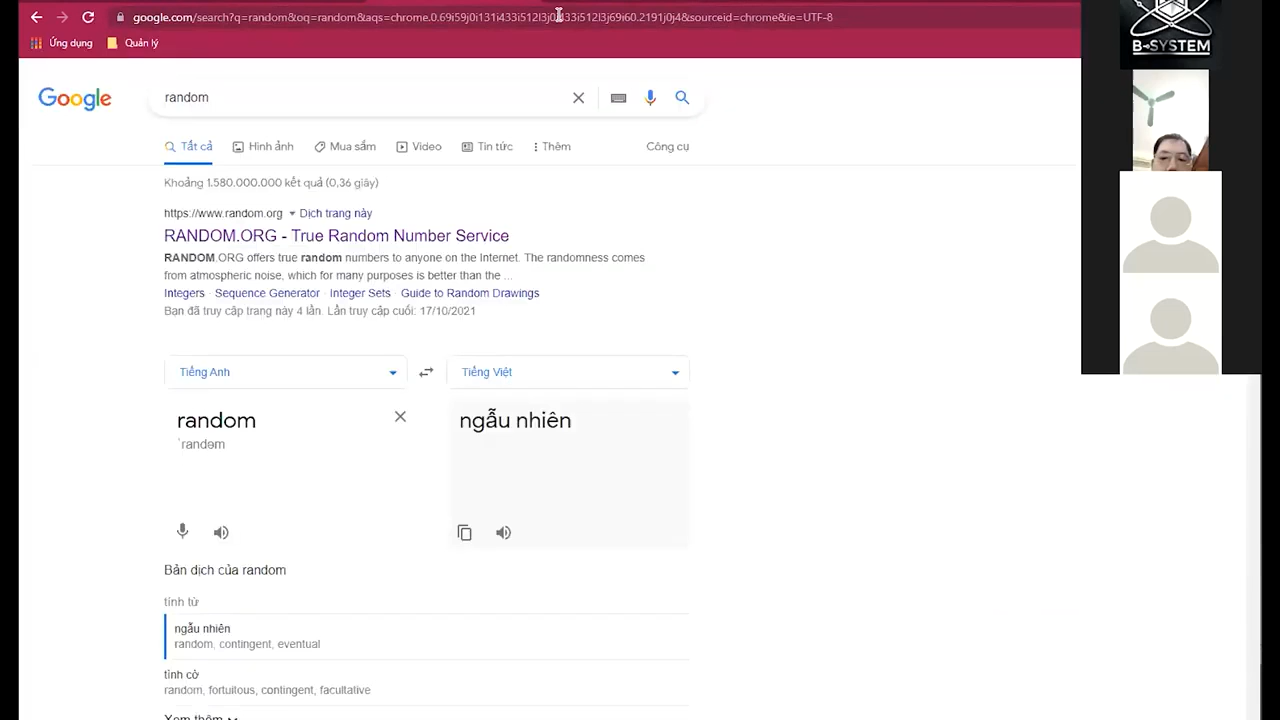 google.com/search?q=random&oq=random&aqs=chrome.0.69i59j0i131i433i512l3j0i433i512l3j69i60.2191j0j4&sourceid=chrome&ie=UTF-8
Ứng dụng Quản lý
B-SYSTEM
Google random
Tất cả Hình ảnh Mua sắm Video Tin tức Thêm Công cụ
Khoảng 1.580.000.000 kết quả (0,36 giây)
https://www.random.org Dịch trang này
RANDOM.ORG - True Random Number Service
RANDOM.ORG offers true random numbers to anyone on the Internet. The randomness comes
from atmospheric noise, which for many purposes is better than the ...
Integers · Sequence Generator · Integer Sets · Guide to Random Drawings
Bạn đã truy cập trang này 4 lần. Lần truy cập cuối: 17/10/2021
Tiếng Anh Tiếng Việt
random ngẫu nhiên
ˈrandəm
Bản dịch của random
tính từ
ngẫu nhiên
random, contingent, eventual
tình cờ
random, fortuitous, contingent, facultative
Xem thêm